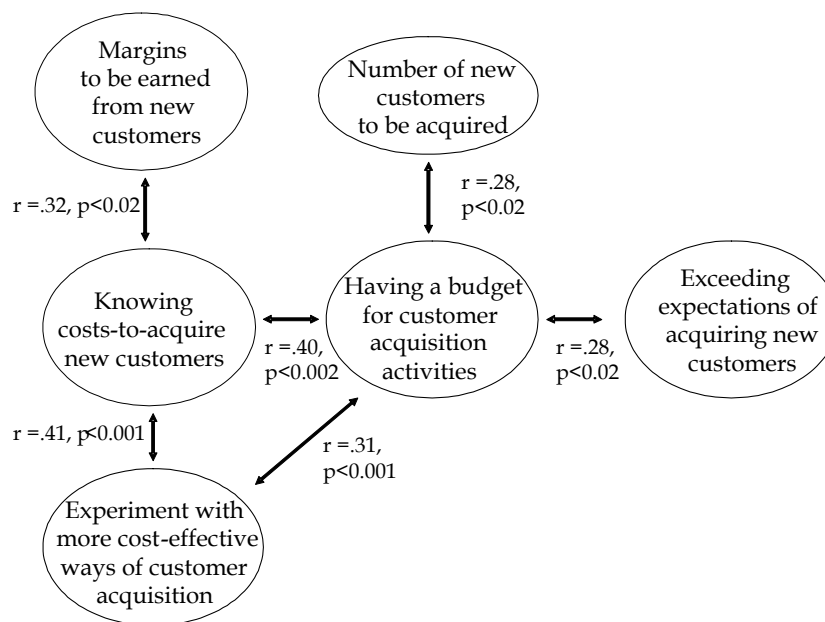 Margins
to be earned
from new
customers
Number of new
customers
to be acquired
r =.32, p<0.02
r =.28,
p<0.02
Knowing
costs-to-acquire
new customers
Having a budget
for customer
acquisition
activities
Exceeding
expectations of
acquiring new
customers
r =.40,
p<0.002
r =.28,
p<0.02
r =.41, p<0.001
r =.31,
p<0.001
Experiment with
more cost-effective
ways of customer
acquisition